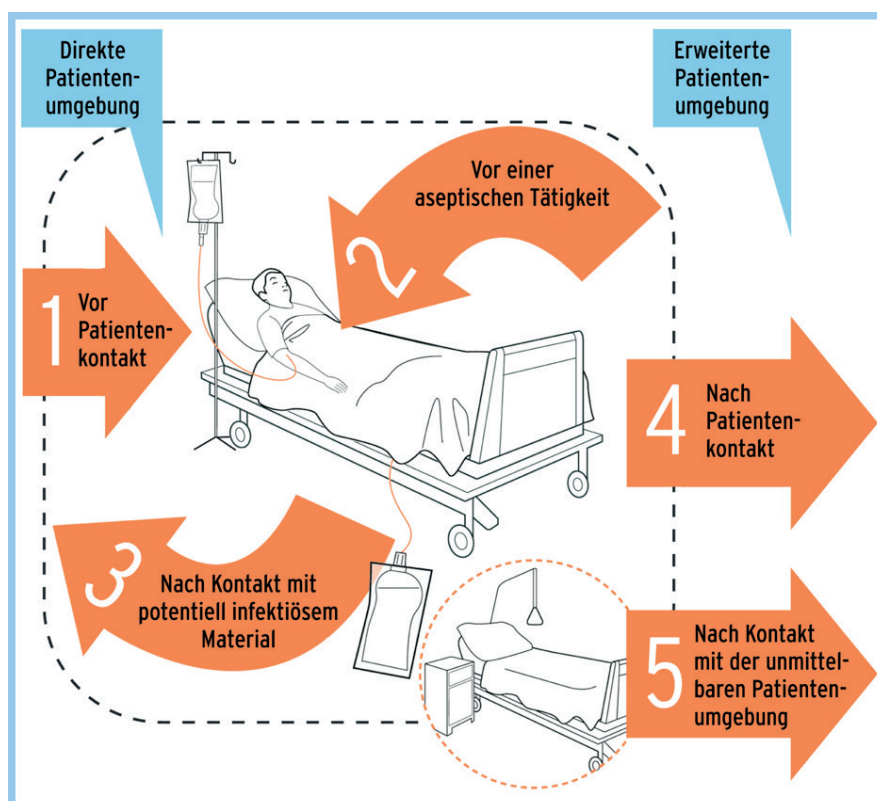 Direkte
Patienten-
umgebung
Erweiterte
Patienten-
umgebung
1
Vor
Patienten-
kontakt
2
Vor einer
aseptischen Tätigkeit
3
Nach Kontakt mit
potentiell infektiösem
Material
4
Nach
Patienten-
kontakt
5
Nach Kontakt
mit der unmittel-
baren Patienten-
umgebung